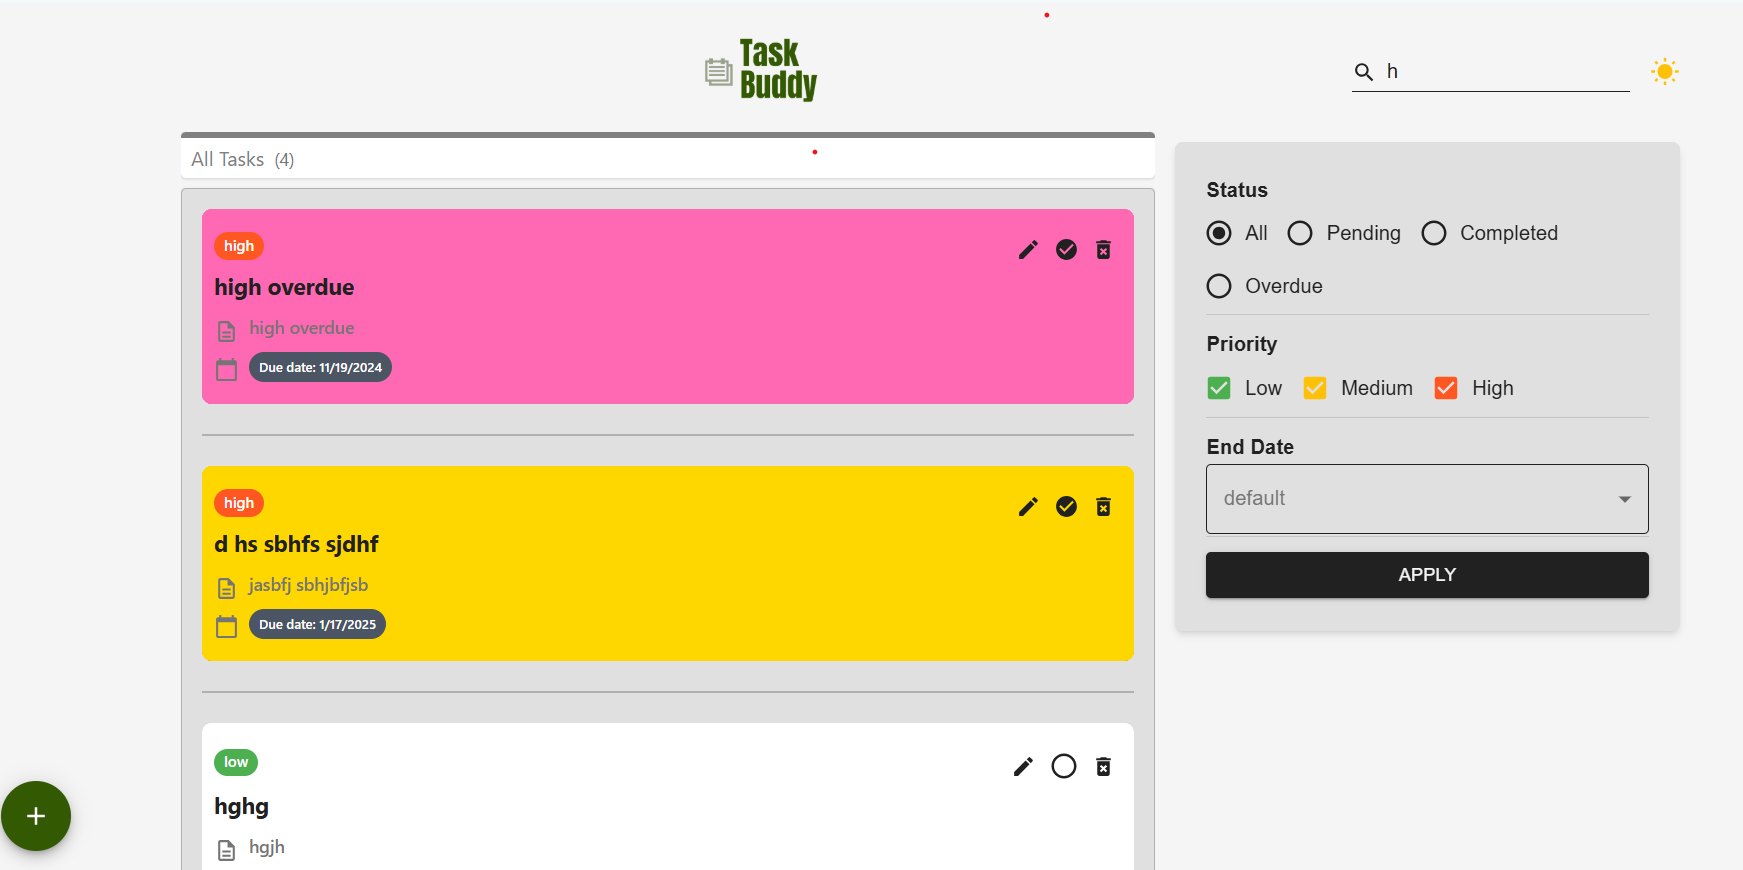 Task
Buddy
h
All Tasks (4)
high
high overdue
high overdue
Due date: 11/19/2024
high
d hs sbhfs sjdhf
jasbfj sbhjbfjsb
Due date: 1/17/2025
low
hghg
hgjh
+
Status
All Pending Completed
Overdue
Priority
Low Medium High
End Date
default
APPLY